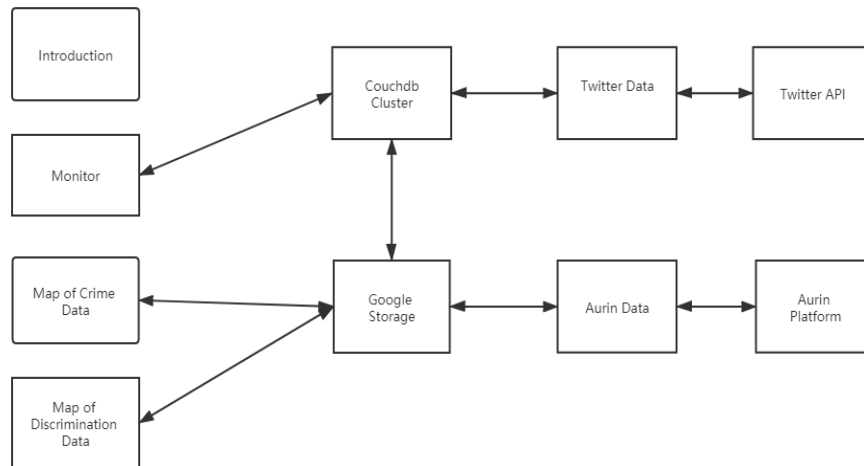 Introduction
Couchdb
Cluster
Twitter Data
Twitter API
Monitor
Map of Crime
Data
Google
Storage
Aurin Data
Aurin
Platform
Map of
Discrimination
Data